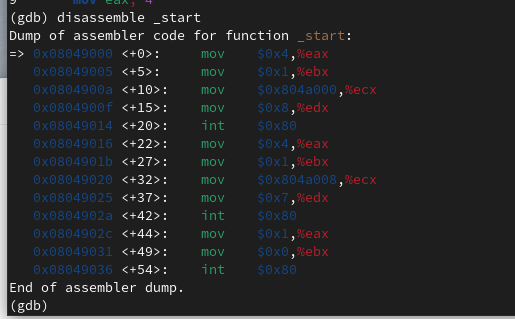 9 mov eax, 4
(gdb) disassemble _start
Dump of assembler code for function _start:
=> 0x08049000 <+0>: mov $0x4,%eax
0x08049005 <+5>: mov $0x1,%ebx
0x0804900a <+10>: mov $0x804a000,%ecx
0x0804900f <+15>: mov $0x8,%edx
0x08049014 <+20>: int $0x80
0x08049016 <+22>: mov $0x4,%eax
0x0804901b <+27>: mov $0x1,%ebx
0x08049020 <+32>: mov $0x804a008,%ecx
0x08049025 <+37>: mov $0x7,%edx
0x0804902a <+42>: int $0x80
0x0804902c <+44>: mov $0x1,%eax
0x08049031 <+49>: mov $0x0,%ebx
0x08049036 <+54>: int $0x80
End of assembler dump.
(gdb)